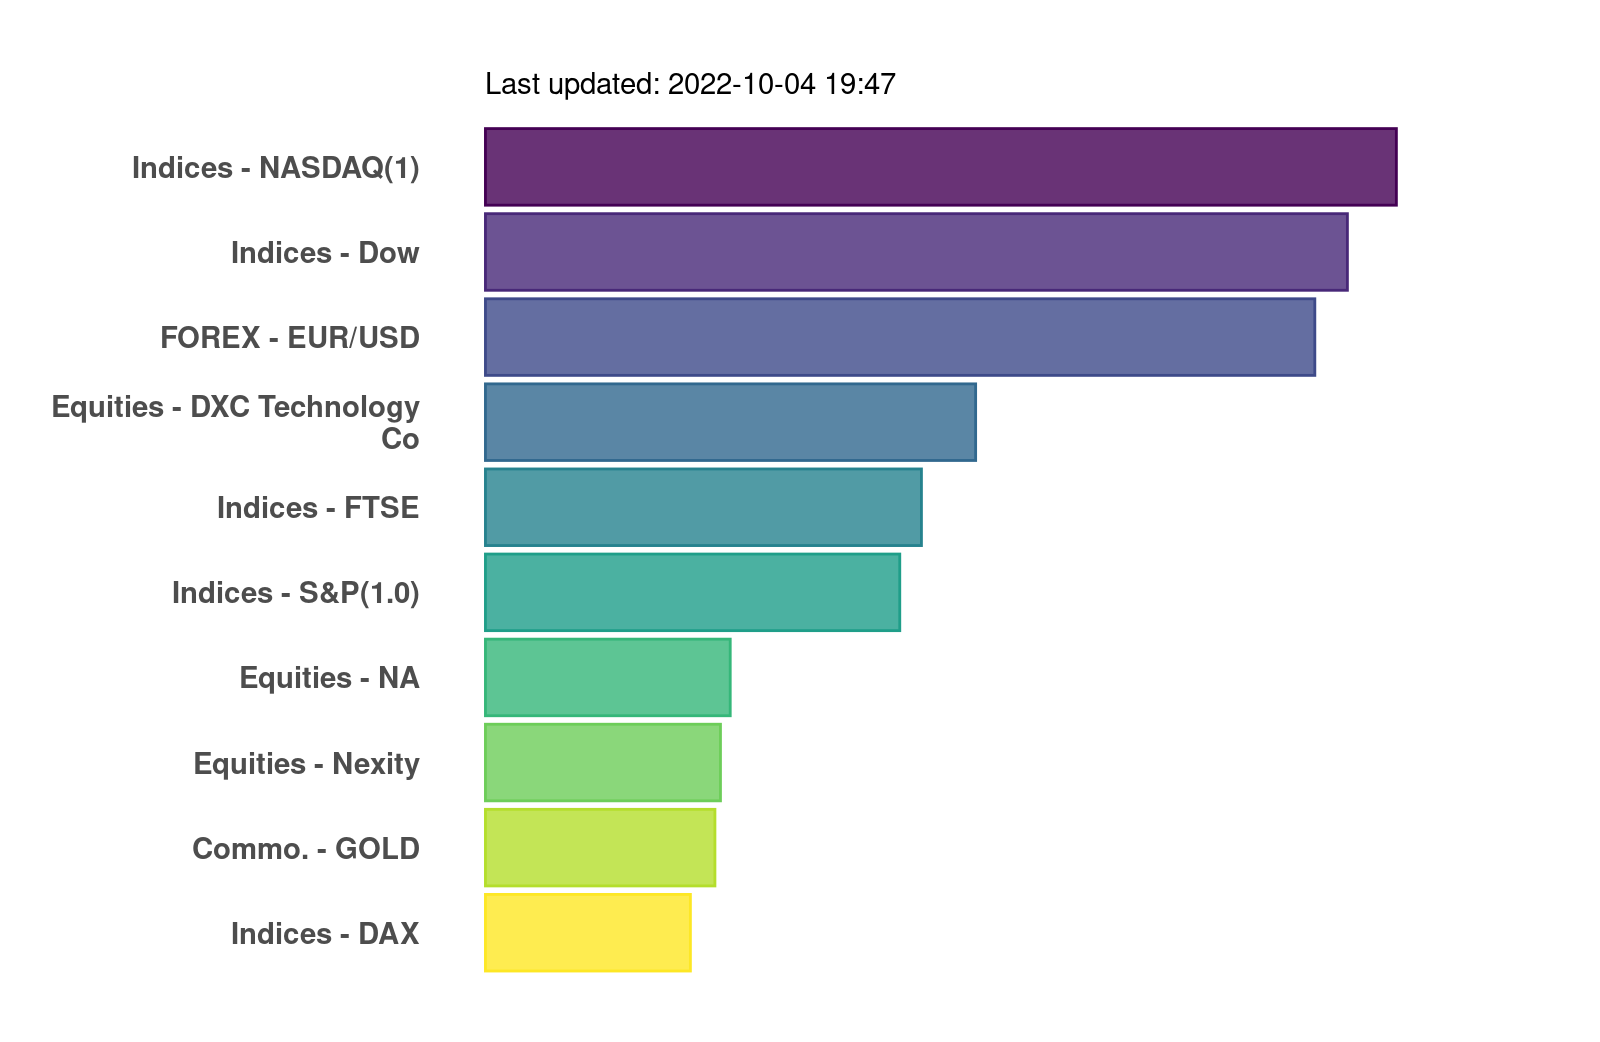 Last updated: 2022-10-04 19:47
Indices - NASDAQ(1)
Indices - Dow
FOREX - EUR/USD
Equities - DXC Technology
Co
Indices - FTSE
Indices - S&P(1.0)
Equities - NA
Equities - Nexity
Commo. - GOLD
Indices - DAX